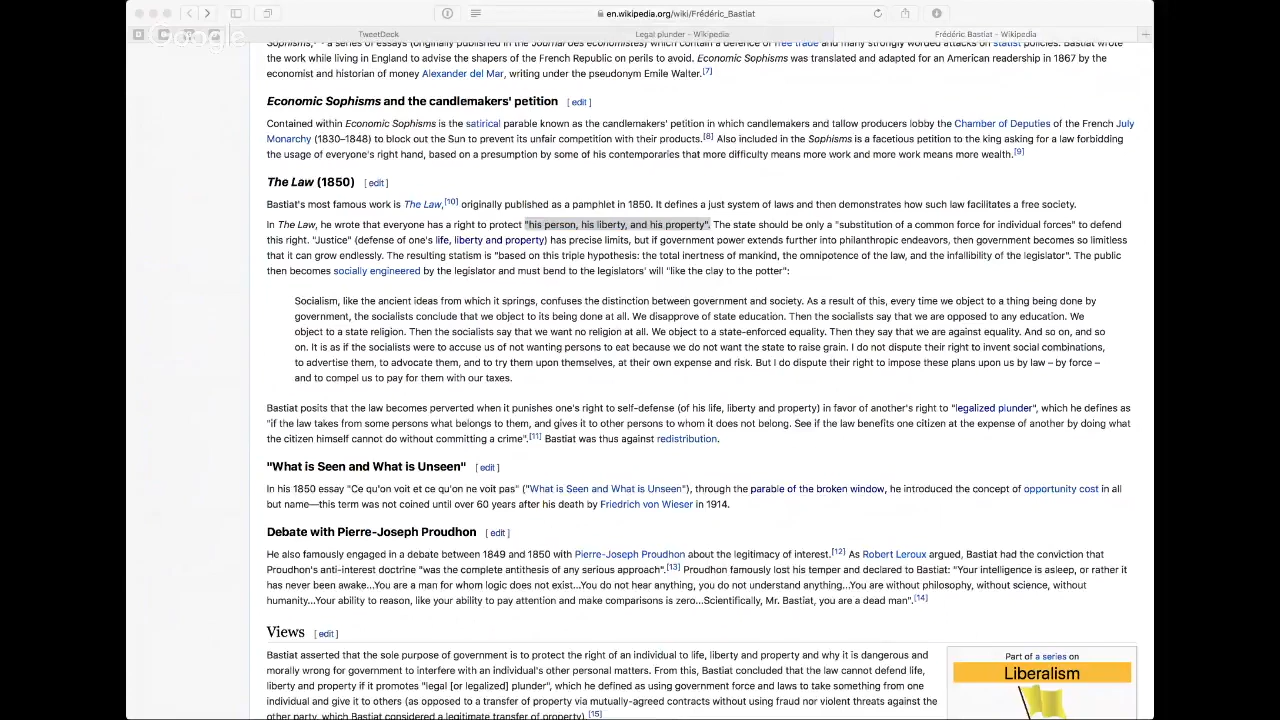 en.wikipedia.org/wiki/Frédéric_Bastiat
Google
TweetDeck
Legal plunder – Wikipedia
Frédéric Bastiat – Wikipedia
the work while living in England to advise the shapers of the French Republic on perils to avoid. Economic Sophisms was translated and adapted for an American readership in 1867 by the
economist and historian of money Alexander del Mar, writing under the pseudonym Emile Walter.[7]
Economic Sophisms and the candlemakers' petition [ edit ]
Contained within Economic Sophisms is the satirical parable known as the candlemakers' petition in which candlemakers and tallow producers lobby the Chamber of Deputies of the French July
Monarchy (1830–1848) to block out the Sun to prevent its unfair competition with their products.[8] Also included in the Sophisms is a facetious petition to the king asking for a law forbidding
the usage of everyone's right hand, based on a presumption by some of his contemporaries that more difficulty means more work and more work means more wealth.[9]
The Law (1850) [ edit ]
Bastiat's most famous work is The Law,[10] originally published as a pamphlet in 1850. It defines a just system of laws and then demonstrates how such law facilitates a free society.
In The Law, he wrote that everyone has a right to protect "his person, his liberty, and his property". The state should be only a "substitution of a common force for individual forces" to defend
this right. "Justice" (defense of one's life, liberty and property) has precise limits, but if government power extends further into philanthropic endeavors, then government becomes so limitless
that it can grow endlessly. The resulting statism is "based on this triple hypothesis: the total inertness of mankind, the omnipotence of the law, and the infallibility of the legislator". The public
then becomes socially engineered by the legislator and must bend to the legislators' will "like the clay to the potter":
Socialism, like the ancient ideas from which it springs, confuses the distinction between government and society. As a result of this, every time we object to a thing being done by
government, the socialists conclude that we object to its being done at all. We disapprove of state education. Then the socialists say that we are opposed to any education. We
object to a state religion. Then the socialists say that we want no religion at all. We object to a state-enforced equality. Then they say that we are against equality. And so on, and so
on. It is as if the socialists were to accuse us of not wanting persons to eat because we do not want the state to raise grain. I do not dispute their right to invent social combinations,
to advertise them, to advocate them, and to try them upon themselves, at their own expense and risk. But I do dispute their right to impose these plans upon us by law – by force –
and to compel us to pay for them with our taxes.
Bastiat posits that the law becomes perverted when it punishes one's right to self-defense (of his life, liberty and property) in favor of another's right to "legalized plunder", which he defines as
"if the law takes from some persons what belongs to them, and gives it to other persons to whom it does not belong. See if the law benefits one citizen at the expense of another by doing what
the citizen himself cannot do without committing a crime".[11] Bastiat was thus against redistribution.
"What is Seen and What is Unseen" [ edit ]
In his 1850 essay "Ce qu'on voit et ce qu'on ne voit pas" ("What is Seen and What is Unseen"), through the parable of the broken window, he introduced the concept of opportunity cost in all
but name—this term was not coined until over 60 years after his death by Friedrich von Wieser in 1914.
Debate with Pierre-Joseph Proudhon [ edit ]
He also famously engaged in a debate between 1849 and 1850 with Pierre-Joseph Proudhon about the legitimacy of interest.[12] As Robert Leroux argued, Bastiat had the conviction that
Proudhon's anti-interest doctrine "was the complete antithesis of any serious approach".[13] Proudhon famously lost his temper and declared to Bastiat: "Your intelligence is asleep, or rather it
has never been awake...You are a man for whom logic does not exist...You do not hear anything, you do not understand anything...You are without philosophy, without science, without
humanity...Your ability to reason, like your ability to pay attention and make comparisons is zero...Scientifically, Mr. Bastiat, you are a dead man".[14]
Views [ edit ]
Bastiat asserted that the sole purpose of government is to protect the right of an individual to life, liberty and property and why it is dangerous and
morally wrong for government to interfere with an individual's other personal matters. From this, Bastiat concluded that the law cannot defend life,
liberty and property if it promotes "legal [or legalized] plunder", which he defined as using government force and laws to take something from one
individual and give it to others (as opposed to a transfer of property via mutually-agreed contracts without using fraud nor violent threats against the
other party, which Bastiat considered a legitimate transfer of property).[15]
Part of a series on
Liberalism